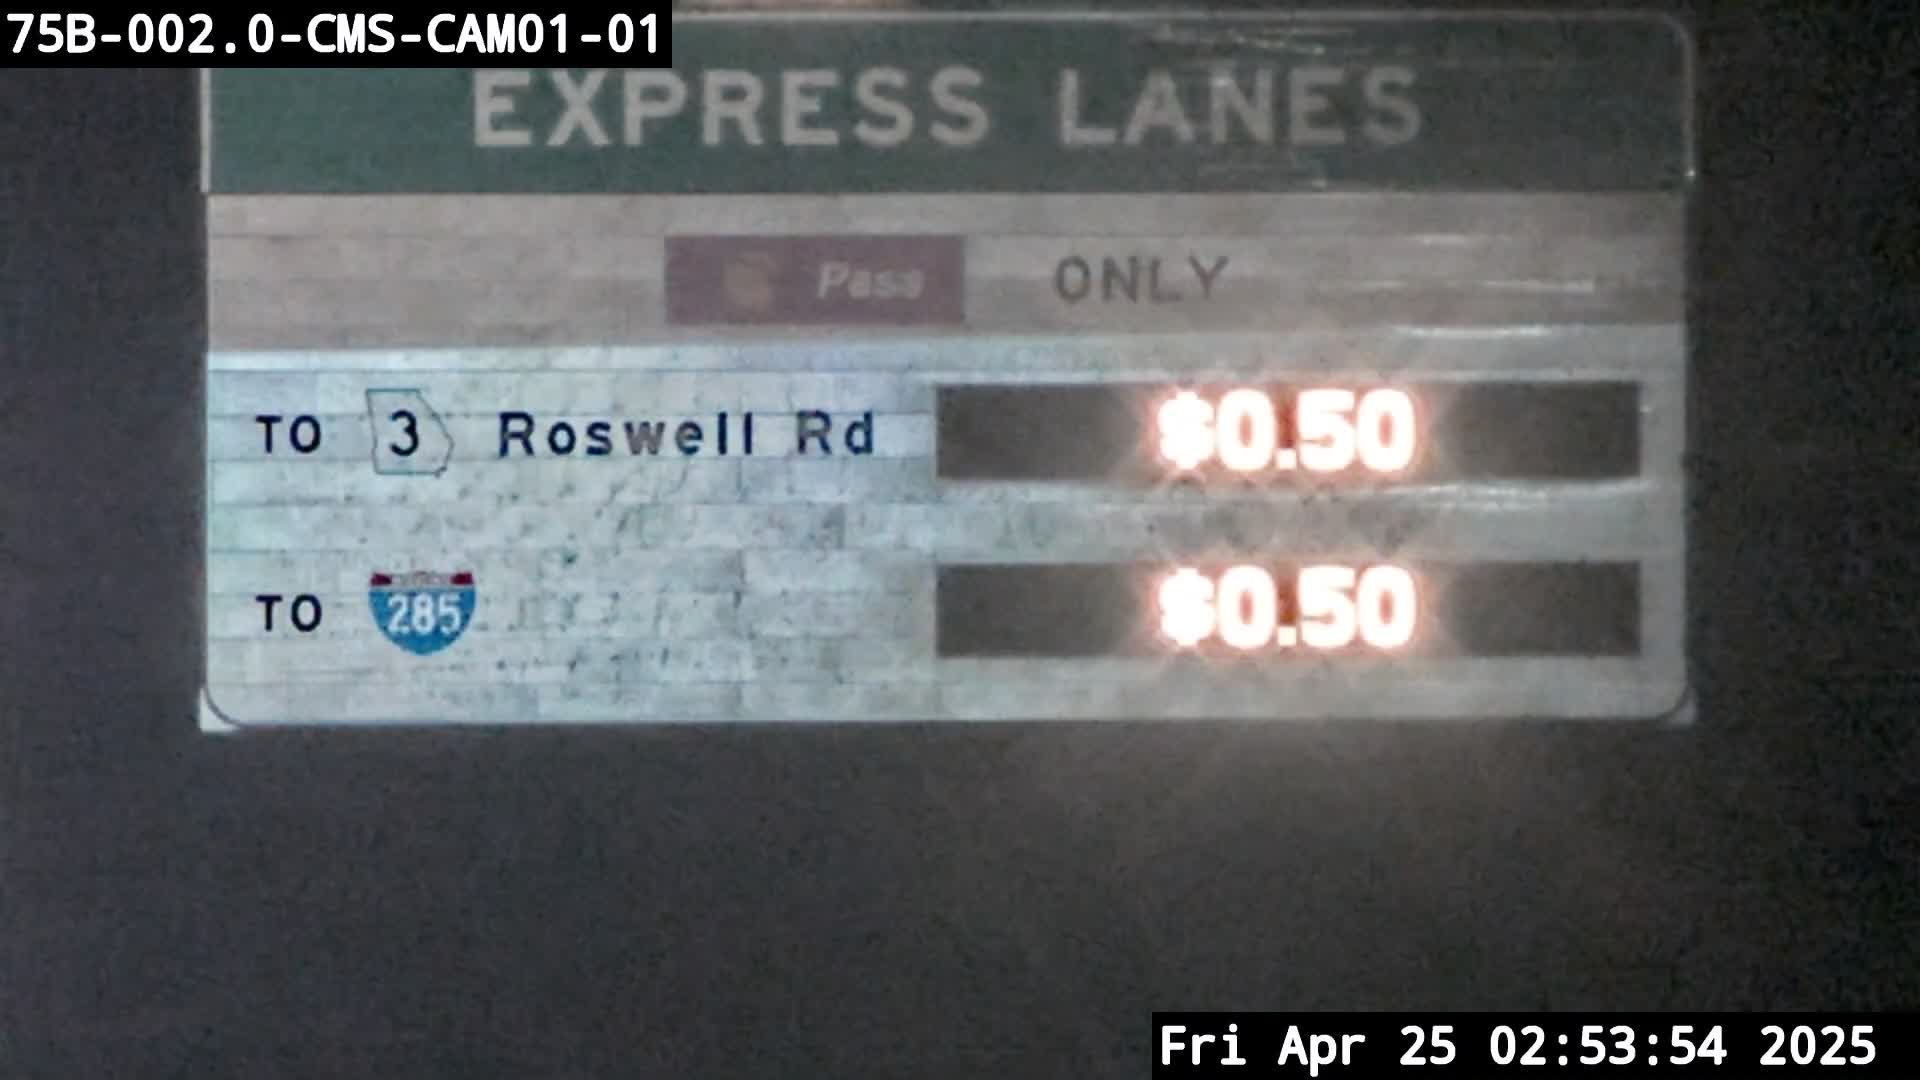 75B-002.0-CMS-CAM01-01
EXPRESS LANES
Pass ONLY
TO 3 Roswell Rd $0.50
TO 285 $0.50
Fri Apr 25 02:53:54 2025